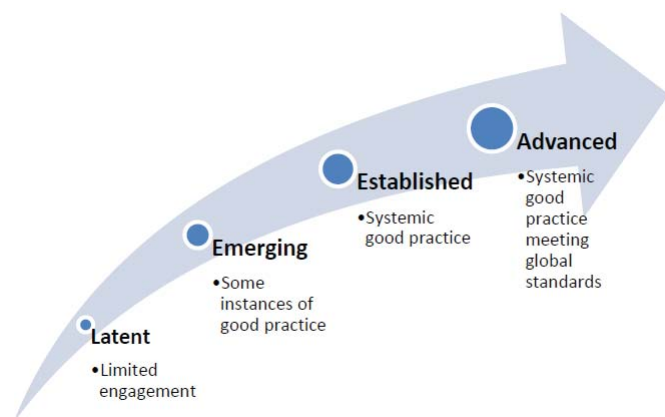 Latent
•Limited
engagement
Emerging
•Some
instances of
good practice
Established
•Systemic
good practice
Advanced
•Systemic
good
practice
meeting
global
standards